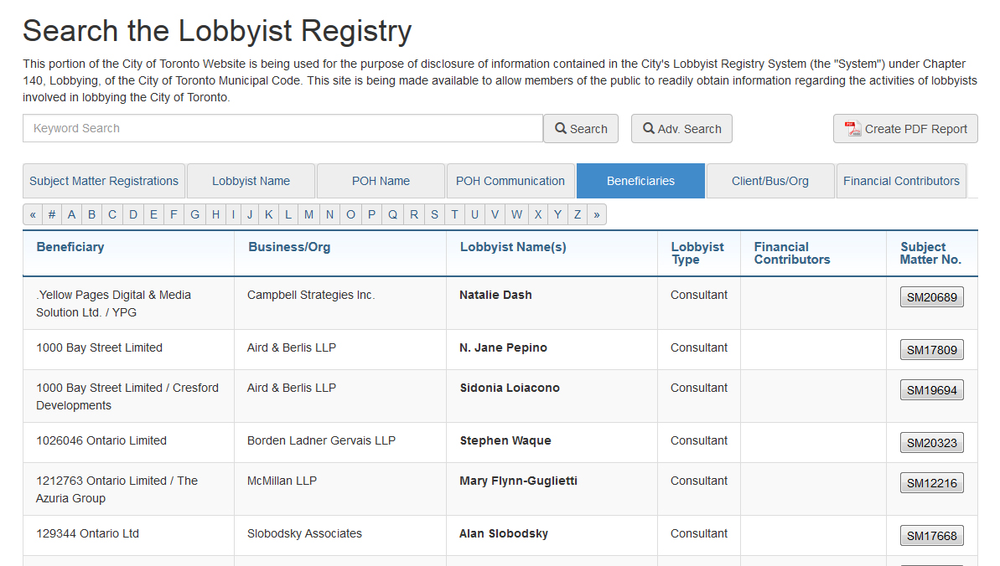 Search the Lobbyist Registry
This portion of the City of Toronto Website is being used for the purpose of disclosure of information contained in the City's Lobbyist Registry System (the "System") under Chapter
140, Lobbying, of the City of Toronto Municipal Code. This site is being made available to allow members of the public to readily obtain information regarding the activities of lobbyists
involved in lobbying the City of Toronto.
Keyword Search Search Adv. Search Create PDF Report
Subject Matter Registrations Lobbyist Name POH Name POH Communication Beneficiaries Client/Bus/Org Financial Contributors
« # A B C D E F G H I J K L M N O P Q R S T U V W X Y Z »
Beneficiary Business/Org Lobbyist Name(s) Lobbyist Financial Subject
Type Contributors Matter No.
.Yellow Pages Digital & Media Campbell Strategies Inc. Natalie Dash Consultant SM20689
Solution Ltd. / YPG
1000 Bay Street Limited Aird & Berlis LLP N. Jane Pepino Consultant SM17809
1000 Bay Street Limited / Cresford Aird & Berlis LLP Sidonia Loiacono Consultant SM19694
Developments
1026046 Ontario Limited Borden Ladner Gervais LLP Stephen Waque Consultant SM20323
1212763 Ontario Limited / The McMillan LLP Mary Flynn-Guglietti Consultant SM12216
Azuria Group
129344 Ontario Ltd Slobodsky Associates Alan Slobodsky Consultant SM17668